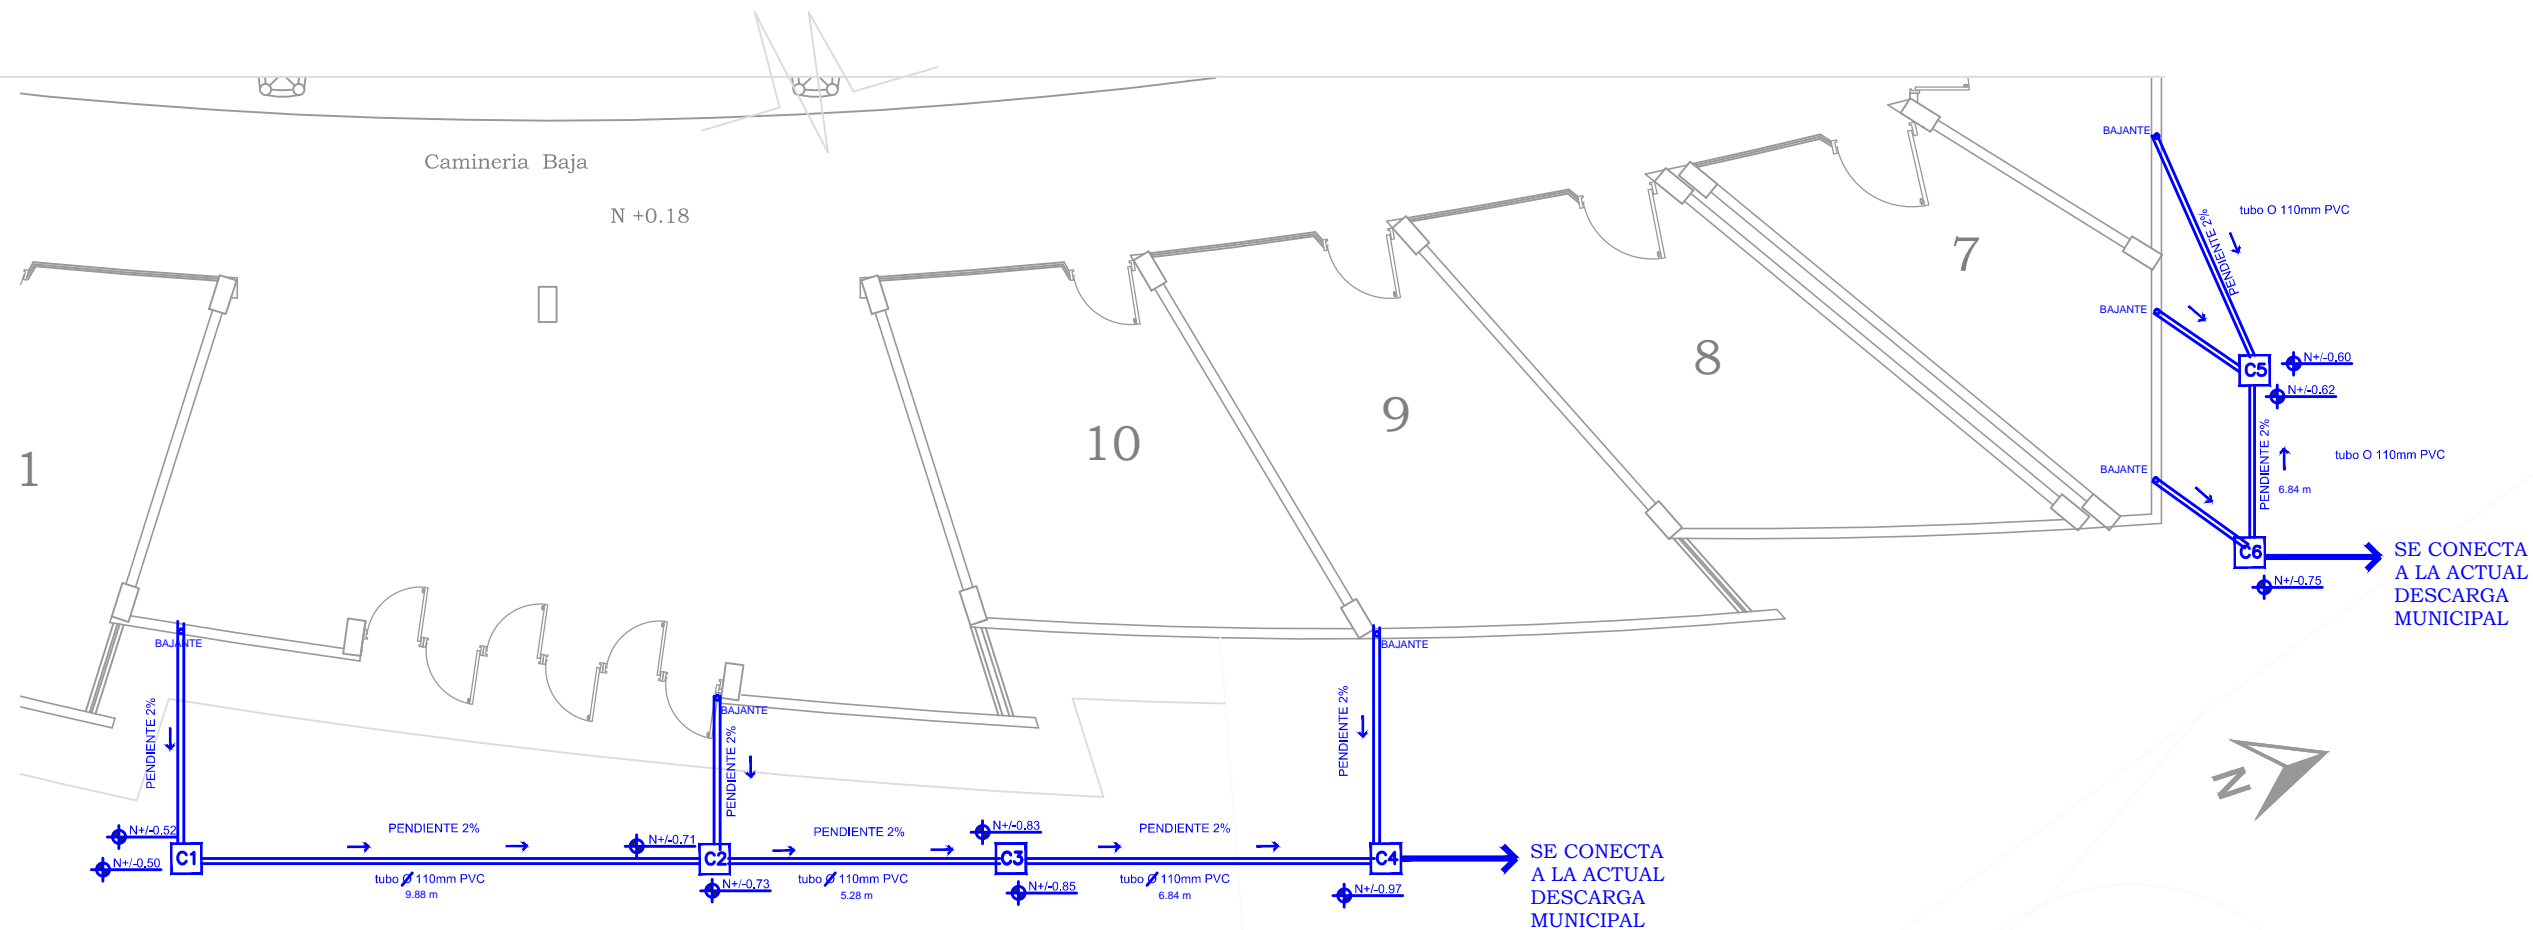 Camineria Baja
N +0.18
1
10
9
8
7
BAJANTE
PENDIENTE 2%
tubo O 110mm PVC
BAJANTE
C5
N+/-0.60
N+/-0.62
PENDIENTE 2%
6.84 m
tubo O 110mm PVC
BAJANTE
C6
N+/-0.75
SE CONECTA
A LA ACTUAL
DESCARGA
MUNICIPAL
BAJANTE
PENDIENTE 2%
BAJANTE
PENDIENTE 2%
BAJANTE
PENDIENTE 2%
N
N+/-0.52
N+/-0.50
C1
PENDIENTE 2%
tubo Ø 110mm PVC
9.88 m
N+/-0.71
C2
N+/-0.73
PENDIENTE 2%
tubo Ø 110mm PVC
5.28 m
N+/-0.83
C3
N+/-0.85
PENDIENTE 2%
tubo Ø 110mm PVC
6.84 m
C4
N+/-0.97
SE CONECTA
A LA ACTUAL
DESCARGA
MUNICIPAL